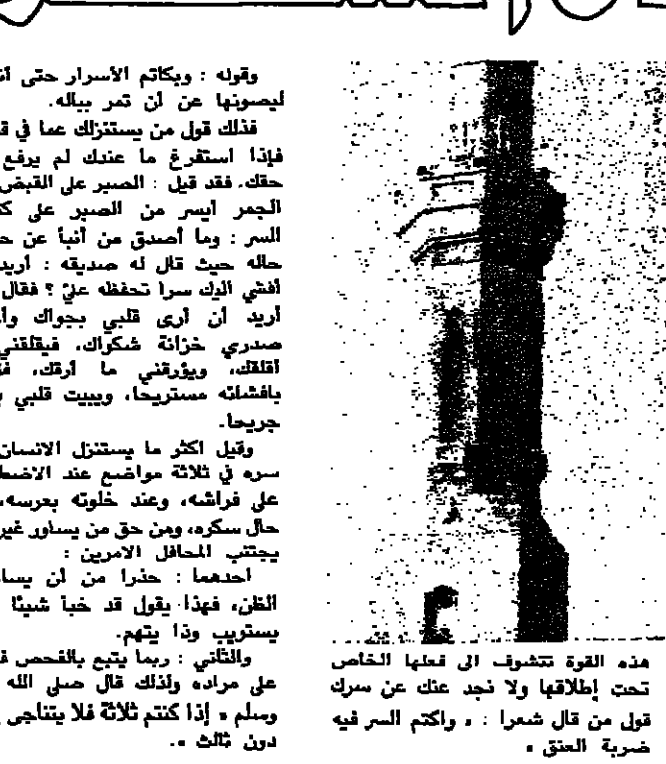 وقوله : ويكاتم الأسرار حتى أنه
ليصونها عن أن تمر بباله.
فذلك قول من يستنزلك عما في
فإذا استفرغ ما عندك لم يرفع
حقك. فقد قيل : الصبر على القبض
الجمر أيسر من الصبر على
السر : وما أصدق من أنبأ عن
حاله حيث قال له صديقه : أريد
أفشي اليك سرا تحفظه علي ؟ فقال
أريد أن أرى قلبي بجواك
صدري خزانة شكواك، فيقلقني
أقلقك، ويؤرقني ما أرقك،
بافشائه مستريحا، ويبيت قلبي
جريحا.
وقيل اكثر ما يستنزل الانسان
سره في ثلاثة مواضع عند
على فراشه، وعند خلوته بعرسه،
حال سكره، ومن حق من يساور
يجتنب المحافل الامرين :
احدهما : حذرا من أن
الظن، فهذا يقول قد خبأ شيئا
يستريب وذا يتهم.
والثاني : ربما يتبع بالفحص
على مراده ولذلك قال صلى الله
وسلم « إذا كنتم ثلاثة فلا يتناجى
دون ثالث ».
هذه القوة تتشوف الى فعلها الخاص
تحت إطلاقها ولا نجد عنك عن سرك
قول من قال شعرا : « واكتم السر فيه
ضربة العنق »